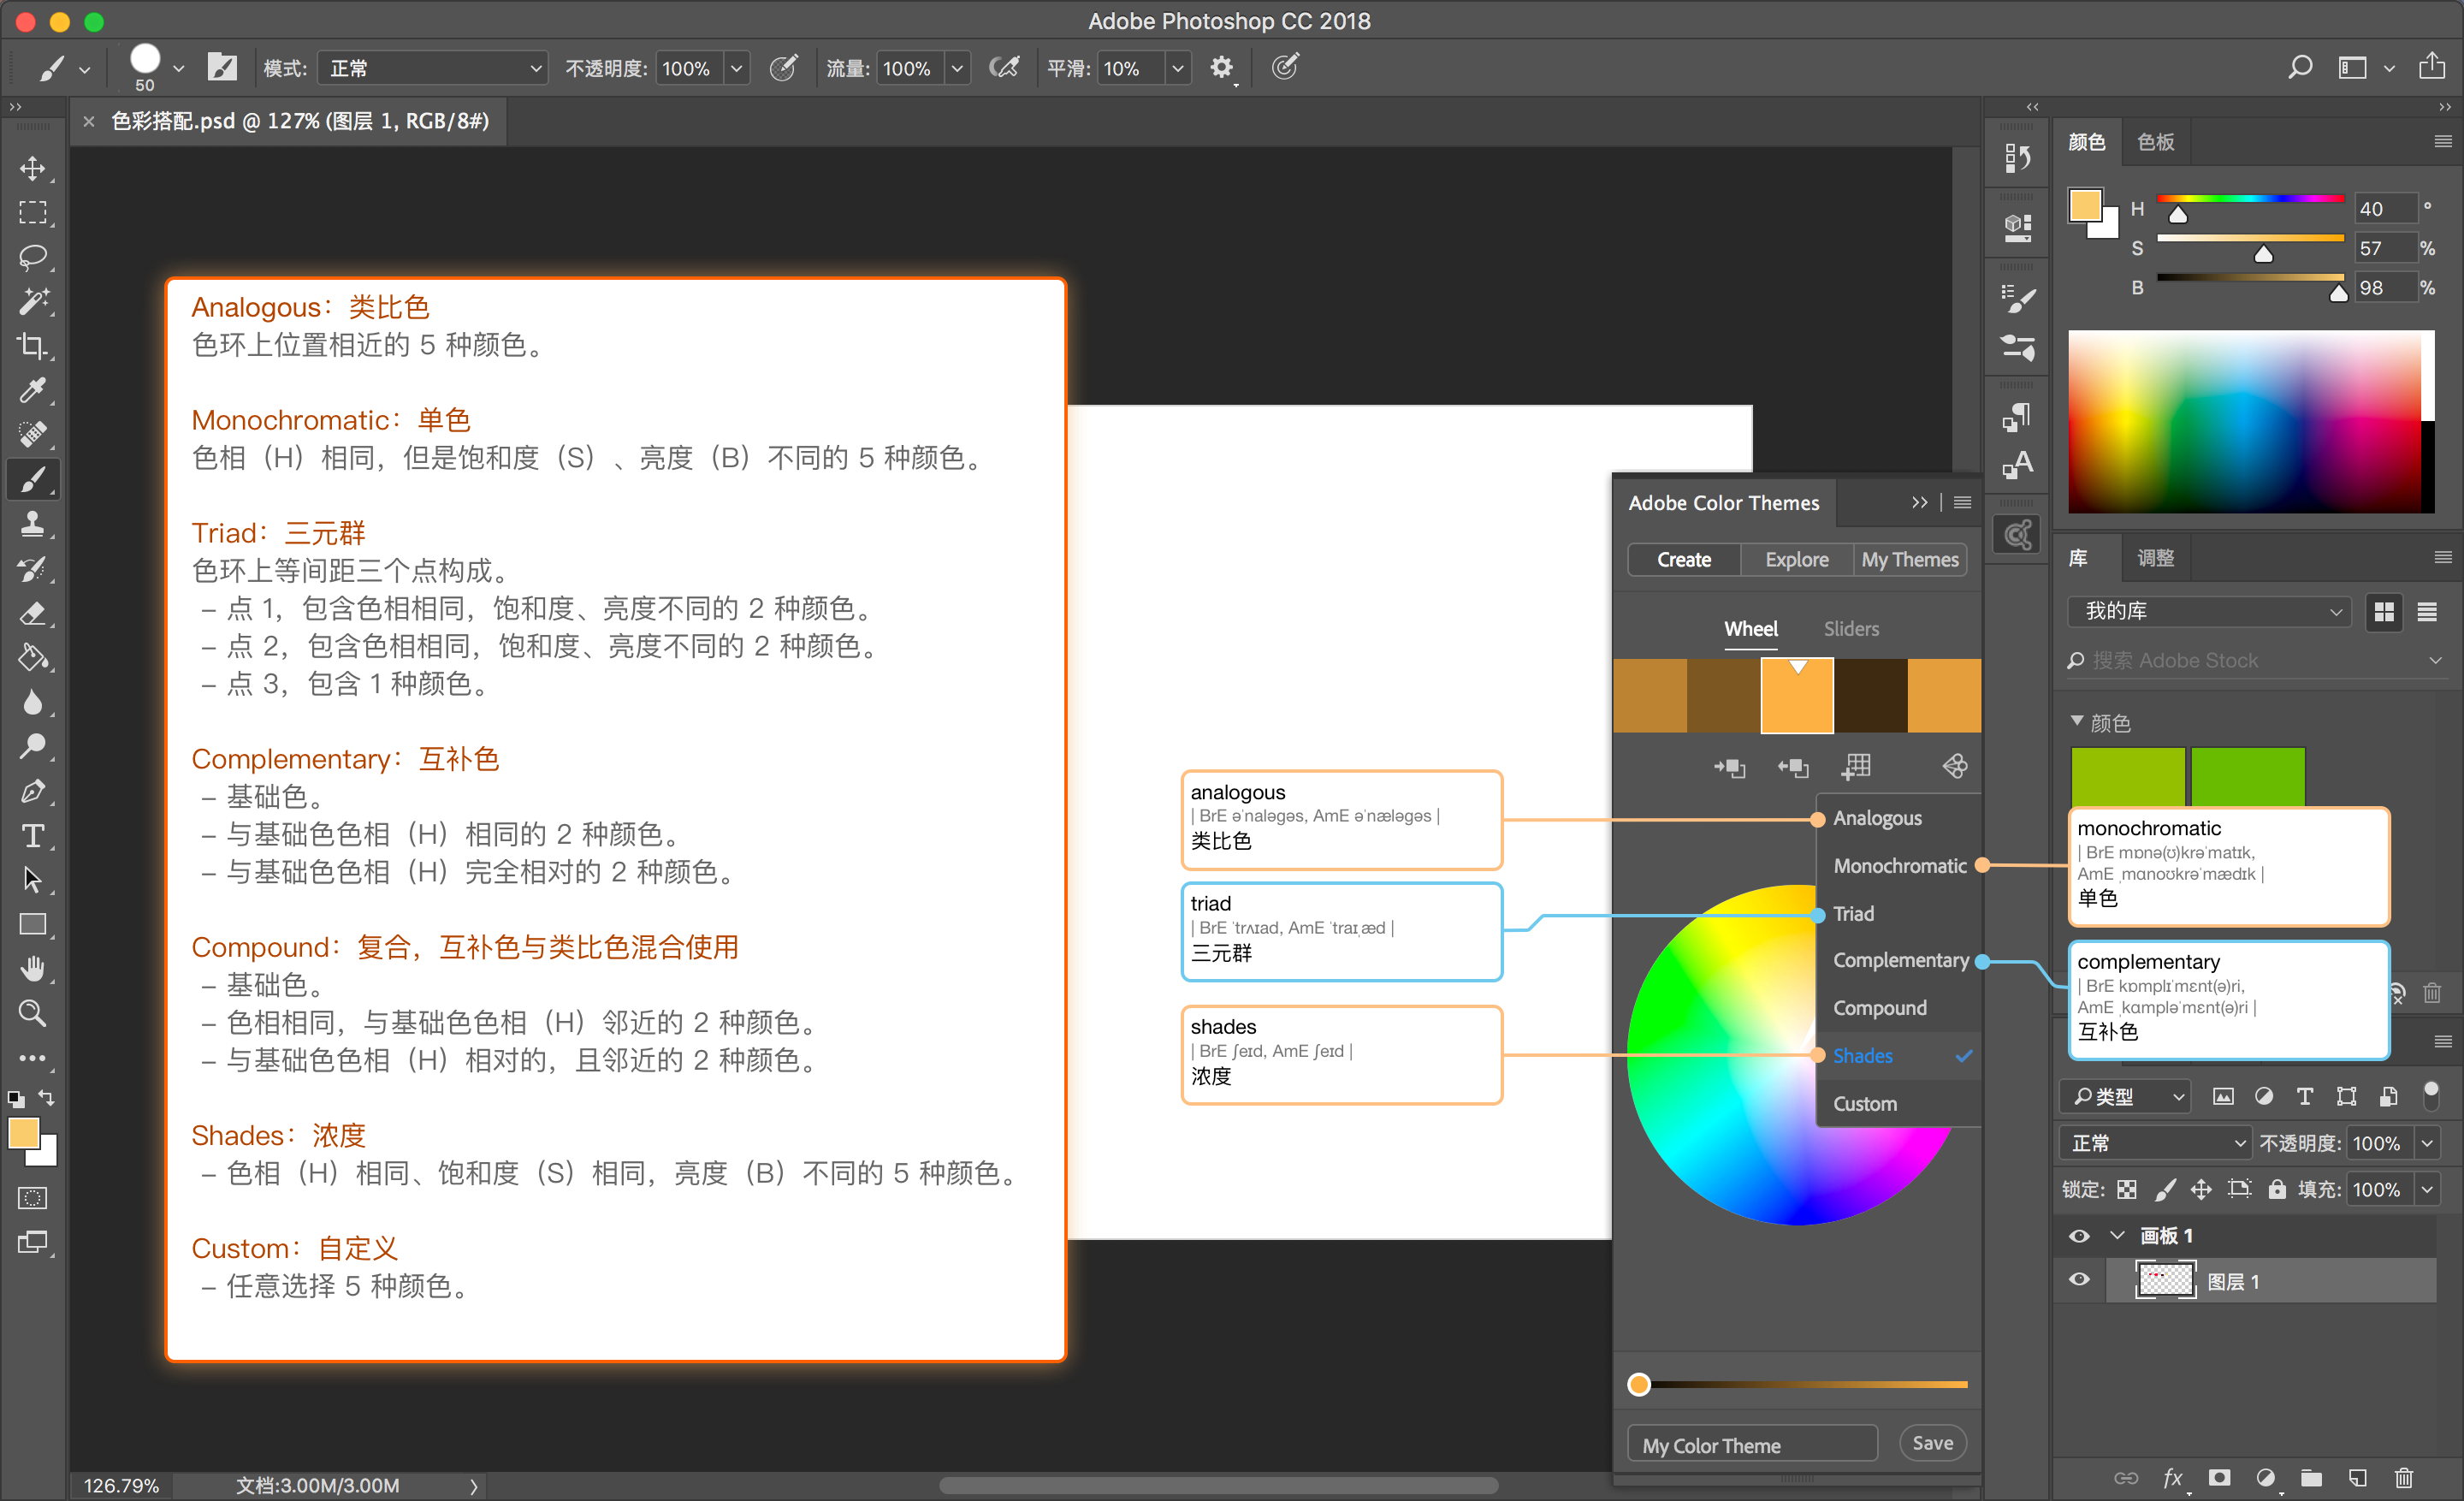 Adobe Photoshop CC 2018
50
模式: 正常
不透明度: 100%
流量: 100%
平滑: 10%
色彩搭配.psd @ 127% (图层 1, RGB/8#)
Analogous：类比色
色环上位置相近的 5 种颜色。
Monochromatic：单色
色相（H）相同，但是饱和度（S）、亮度（B）不同的 5 种颜色。
Triad：三元群
色环上等间距三个点构成。
– 点 1，包含色相相同，饱和度、亮度不同的 2 种颜色。
– 点 2，包含色相相同，饱和度、亮度不同的 2 种颜色。
– 点 3，包含 1 种颜色。
Complementary：互补色
– 基础色。
– 与基础色色相（H）相同的 2 种颜色。
– 与基础色色相（H）完全相对的 2 种颜色。
Compound：复合，互补色与类比色混合使用
– 基础色。
– 色相相同，与基础色色相（H）邻近的 2 种颜色。
– 与基础色色相（H）相对的，且邻近的 2 种颜色。
Shades：浓度
– 色相（H）相同、饱和度（S）相同，亮度（B）不同的 5 种颜色。
Custom：自定义
– 任意选择 5 种颜色。
analogous
| BrE əˈnaləɡəs, AmE əˈnæləɡəs |
类比色
triad
| BrE ˈtrʌɪad, AmE ˈtraɪˌæd |
三元群
shades
| BrE ʃeɪd, AmE ʃeɪd |
浓度
Adobe Color Themes
Create
Explore
My Themes
Wheel
Sliders
Analogous
Monochromatic
Triad
Complementary
Compound
Shades
Custom
My Color Theme
Save
monochromatic
| BrE mɒnə(ʊ)krəˈmatɪk,
AmE ˌmɑnoʊkrəˈmædɪk |
单色
complementary
| BrE kɒmplɪˈmɛnt(ə)ri,
AmE ˌkɑmpləˈmɛnt(ə)ri |
互补色
颜色
色板
H 40 °
S 57 %
B 98 %
库
调整
我的库
搜索 Adobe Stock
颜色
类型
正常
不透明度: 100%
锁定:
填充: 100%
画板 1
图层 1
fx
126.79%
文档:3.00M/3.00M